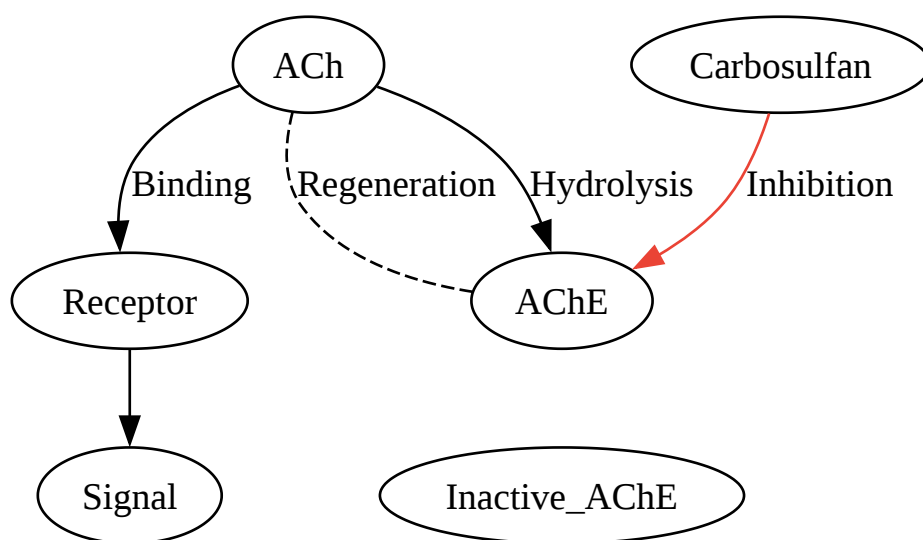 ACh
Carbosulfan
Binding
Regeneration
Hydrolysis
Inhibition
Receptor
AChE
Signal
Inactive_AChE